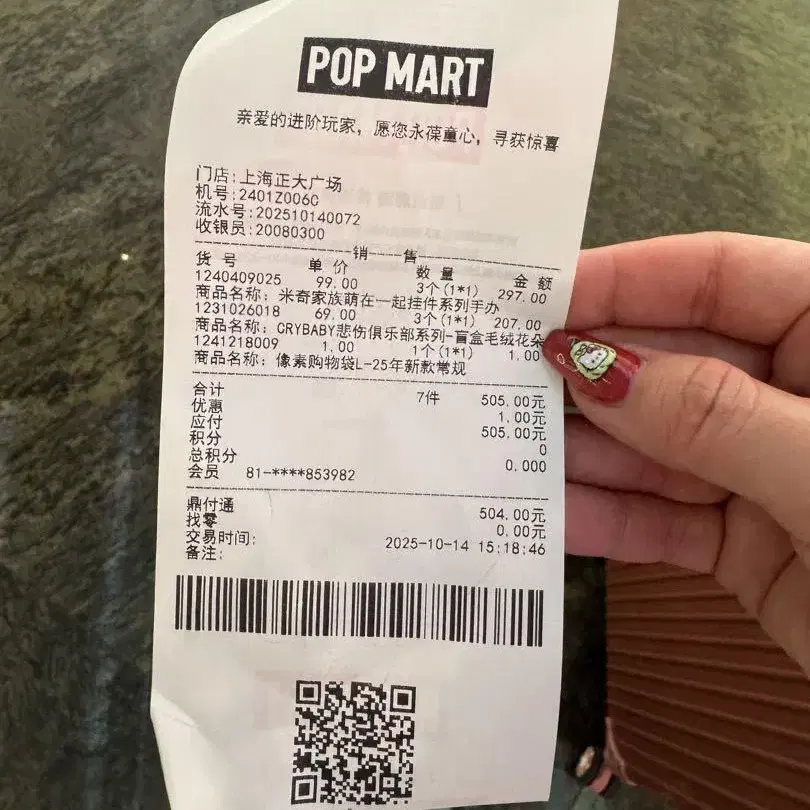 POP MART
亲爱的进阶玩家，愿您永葆童心，寻获惊喜
门店:上海正大广场
机号:2401Z0060
流水号:202510140072
收银员:20080300
销 售
货号 单价 数量 金额
1240409025 99.00 3个(1*1) 297.00
商品名称: 米奇家族萌在一起挂件系列手办
1231026018 69.00 3个(1*1) 207.00
商品名称: CRYBABY悲伤俱乐部系列-盲盒毛绒花朵
1241218009 1.00 1个(1*1) 1.00
商品名称: 像素购物袋L-25年新款常规
合计 7件 505.00元
优惠 1.00元
应付 505.00元
积分 0
总积分 0.000
会员 81-****853982
鼎付通 504.00元
找零 0.00元
交易时间: 2025-10-14 15:18:46
备注: